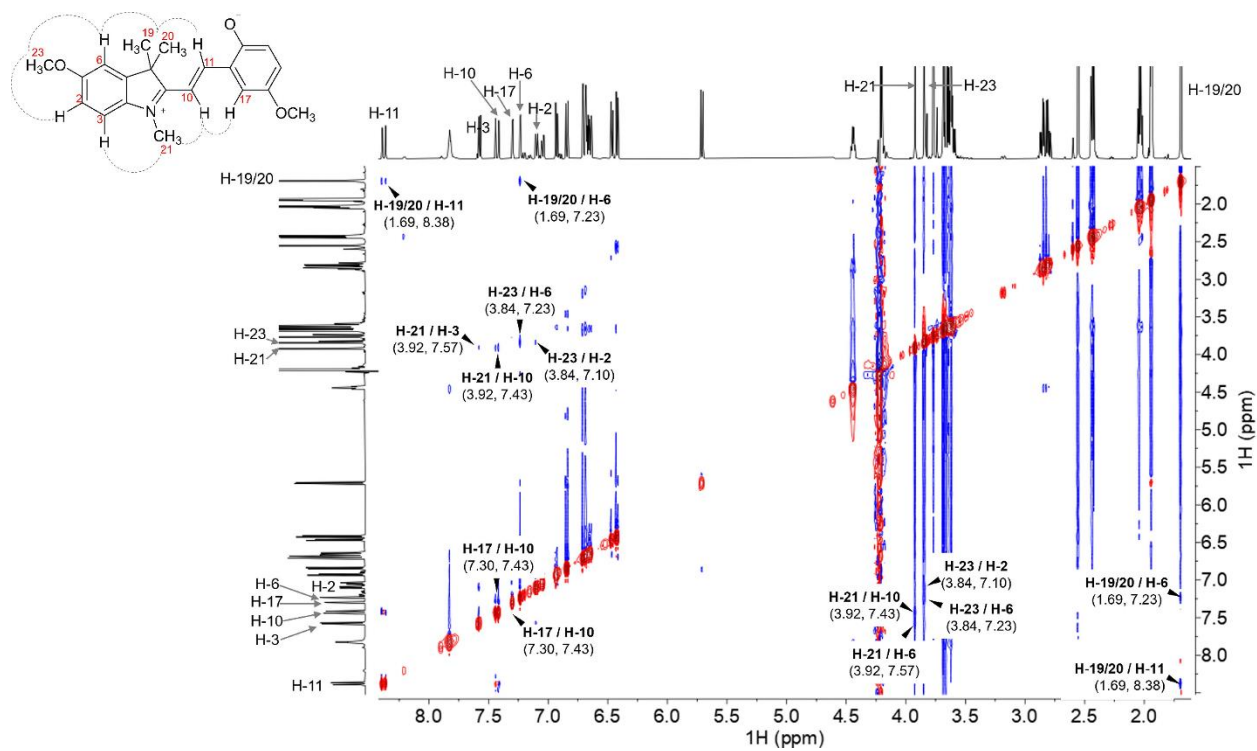 O⁻
19 20
H₃C CH₃ H
23 H
OCH₃ 6 11
2 10 17 OCH₃
H 3 N⁺ H H
H CH₃
21
H-6
H-10
H-17
H-11
H-3
H-2
H-21
H-23
H-19/20
H-19/20
H-23
H-21
H-6
H-2
H-17
H-10
H-3
H-11
H-19/20 / H-11
(1.69, 8.38)
H-19/20 / H-6
(1.69, 7.23)
H-23 / H-6
(3.84, 7.23)
H-21 / H-3
(3.92, 7.57)
H-21 / H-10
(3.92, 7.43)
H-23 / H-2
(3.84, 7.10)
H-17 / H-10
(7.30, 7.43)
H-17 / H-10
(7.30, 7.43)
H-21 / H-10
(3.92, 7.43)
H-21 / H-6
(3.92, 7.57)
H-23 / H-2
(3.84, 7.10)
H-23 / H-6
(3.84, 7.23)
H-19/20 / H-6
(1.69, 7.23)
H-19/20 / H-11
(1.69, 8.38)
2.0
2.5
3.0
3.5
4.0
4.5
5.0
5.5
6.0
6.5
7.0
7.5
8.0
1H (ppm)
8.0 7.5 7.0 6.5 6.0 5.5 5.0 4.5 4.0 3.5 3.0 2.5 2.0
1H (ppm)